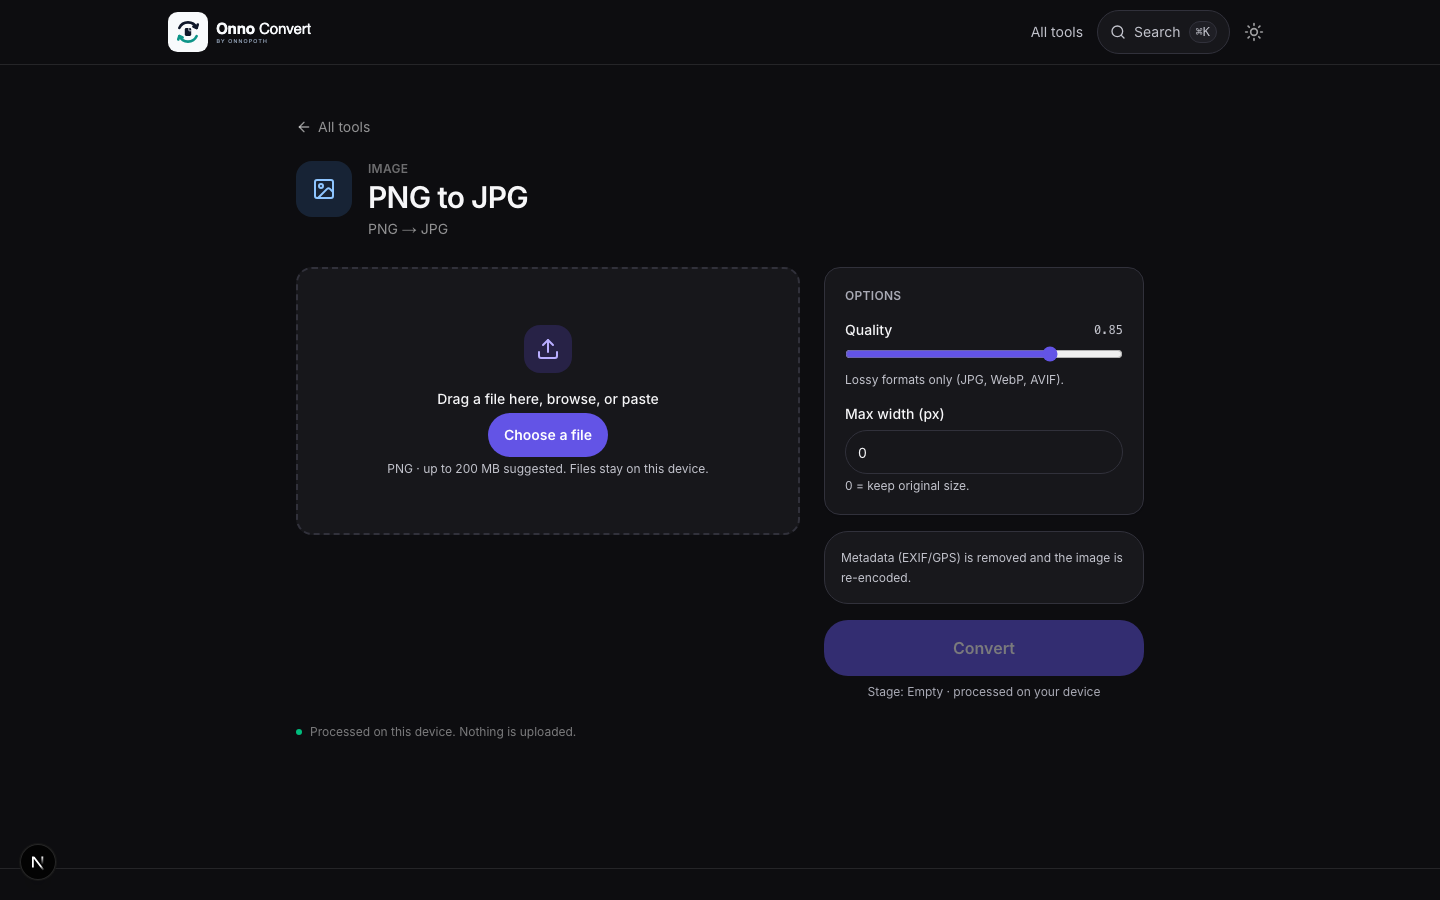 Onno Convert
BY ONNOPOTH
All tools
Search
⌘K
All tools
IMAGE
PNG to JPG
PNG → JPG
Drag a file here, browse, or paste
Choose a file
PNG · up to 200 MB suggested. Files stay on this device.
OPTIONS
Quality
0.85
Lossy formats only (JPG, WebP, AVIF).
Max width (px)
0
0 = keep original size.
Metadata (EXIF/GPS) is removed and the image is
re-encoded.
Convert
Stage: Empty · processed on your device
Processed on this device. Nothing is uploaded.
N